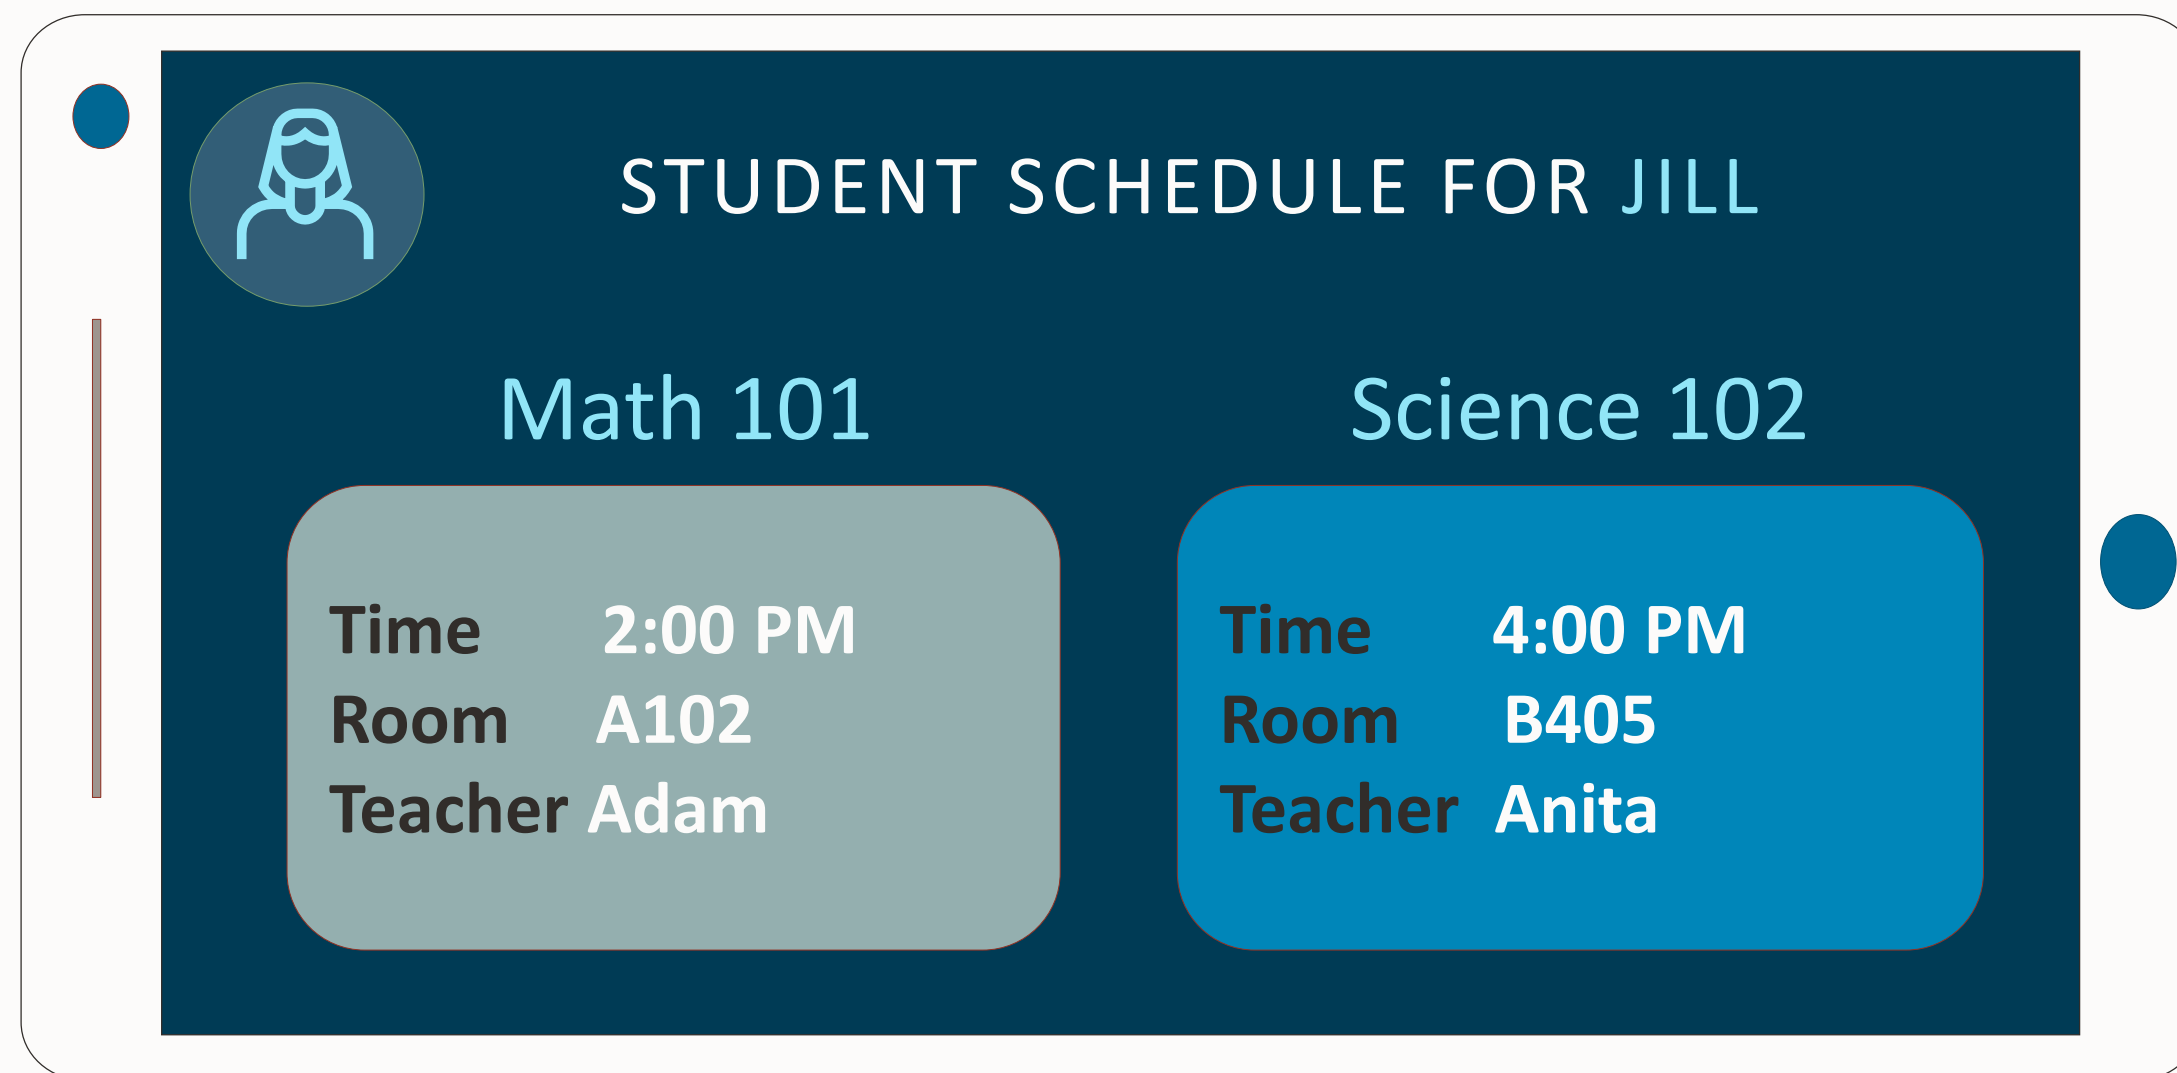 STUDENT SCHEDULE FOR JILL
Math 101
Time 2:00 PM
Room A102
Teacher Adam
Science 102
Time 4:00 PM
Room B405
Teacher Anita